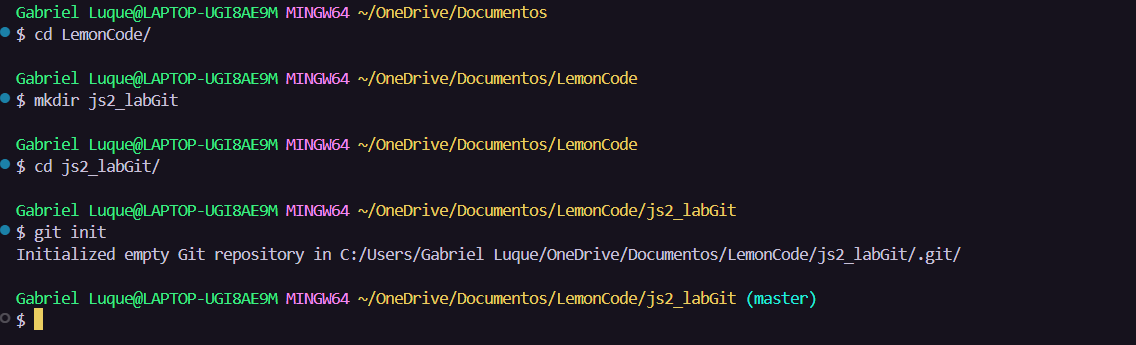 Gabriel Luque@LAPTOP-UGI8AE9M MINGW64 ~/OneDrive/Documentos
$ cd LemonCode/
Gabriel Luque@LAPTOP-UGI8AE9M MINGW64 ~/OneDrive/Documentos/LemonCode
$ mkdir js2_labGit
Gabriel Luque@LAPTOP-UGI8AE9M MINGW64 ~/OneDrive/Documentos/LemonCode
$ cd js2_labGit/
Gabriel Luque@LAPTOP-UGI8AE9M MINGW64 ~/OneDrive/Documentos/LemonCode/js2_labGit
$ git init
Initialized empty Git repository in C:/Users/Gabriel Luque/OneDrive/Documentos/LemonCode/js2_labGit/.git/
Gabriel Luque@LAPTOP-UGI8AE9M MINGW64 ~/OneDrive/Documentos/LemonCode/js2_labGit (master)
$